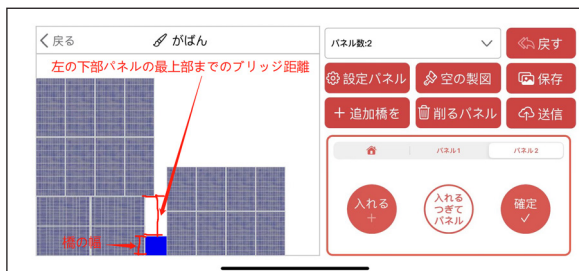 戻る
がばん
左の下部パネルの最上部までのブリッジ距離
橋の幅
パネル数:2
戻す
設定パネル
空の製図
保存
+ 追加橋を
削るパネル
送信
パネル1
パネル2
入れる
+
入れる
つぎて
パネル
確定